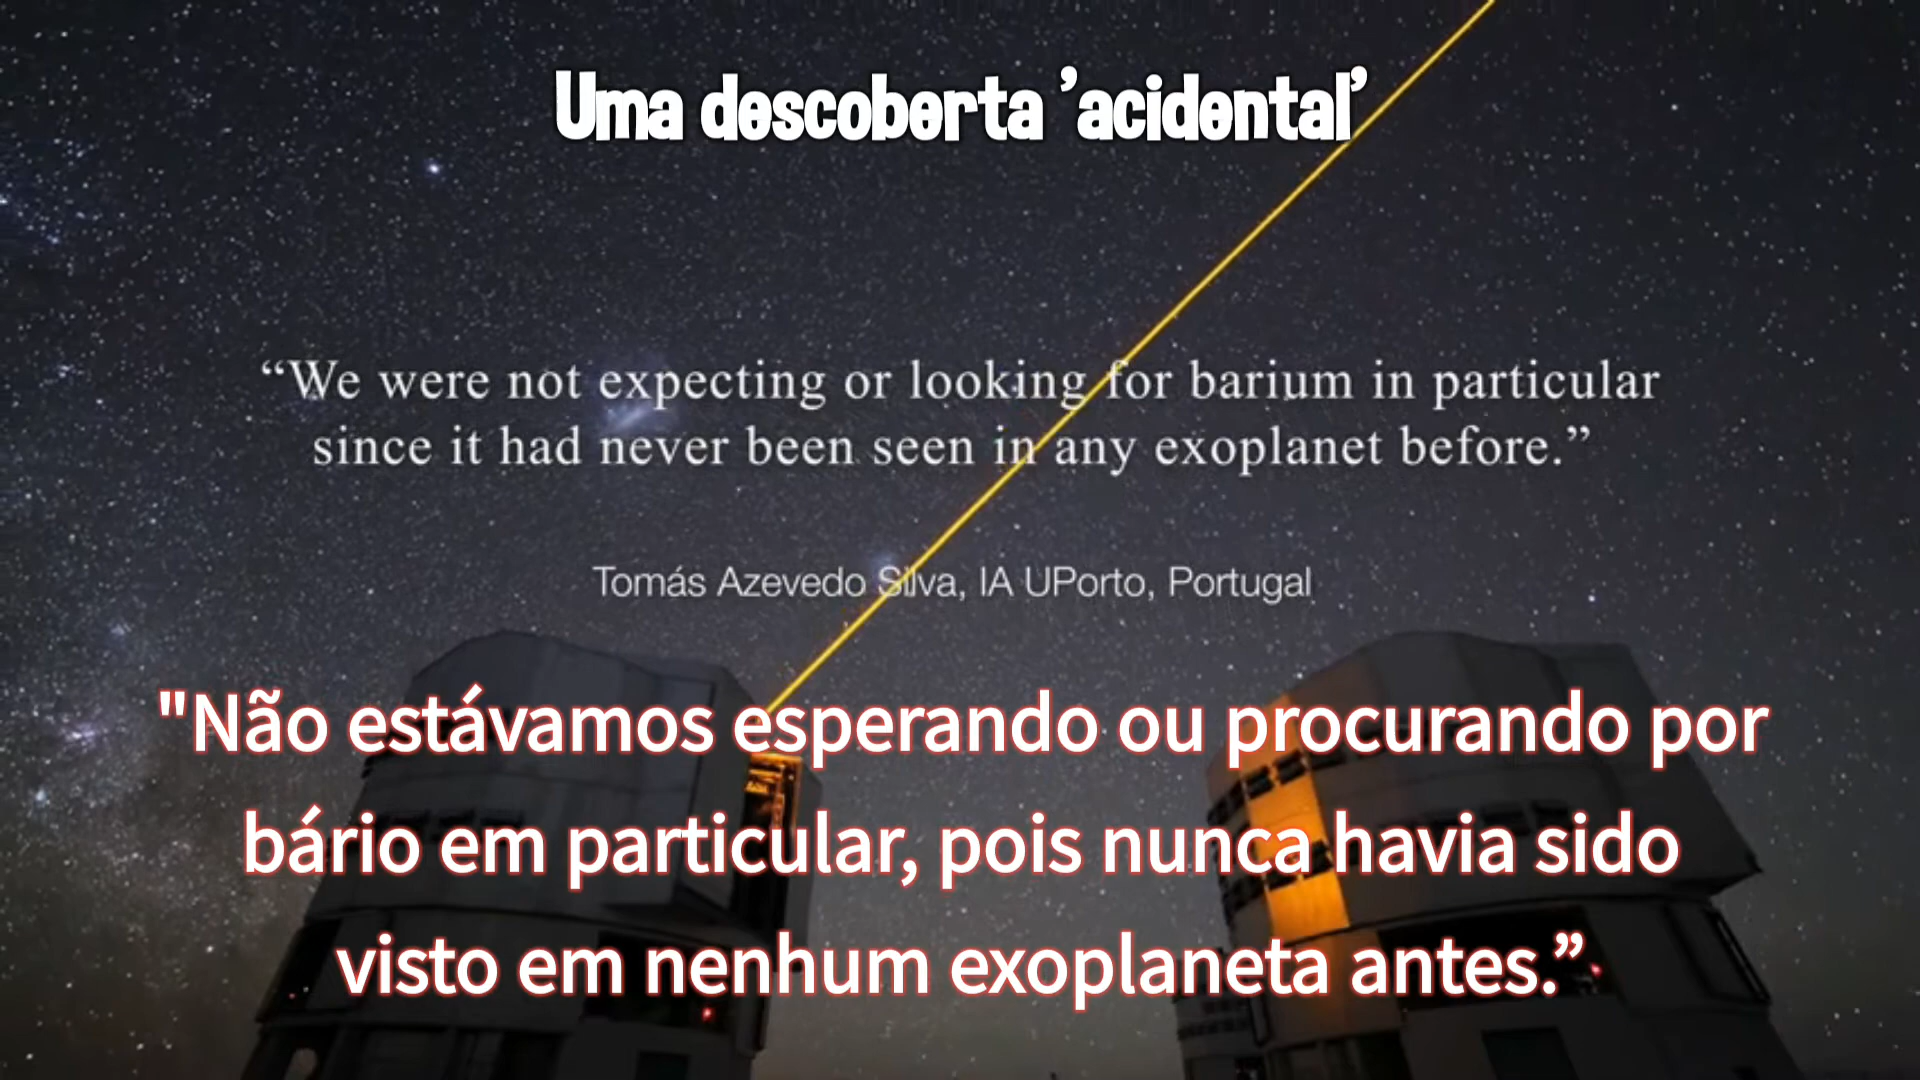 Uma descoberta 'acidental'
“We were not expecting or looking for barium in particular
since it had never been seen in any exoplanet before.”
Tomás Azevedo Silva, IA UPorto, Portugal
"Não estávamos esperando ou procurando por
bário em particular, pois nunca havia sido
visto em nenhum exoplaneta antes.”